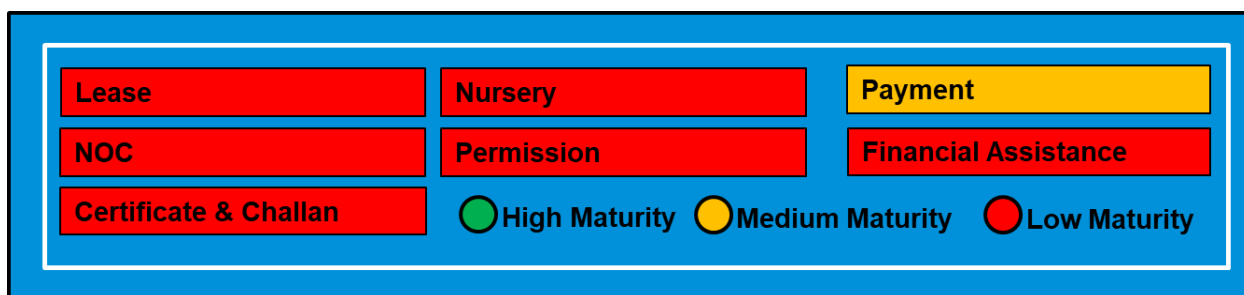 Lease
Nursery
Payment
NOC
Permission
Financial Assistance
Certificate & Challan
High Maturity
Medium Maturity
Low Maturity